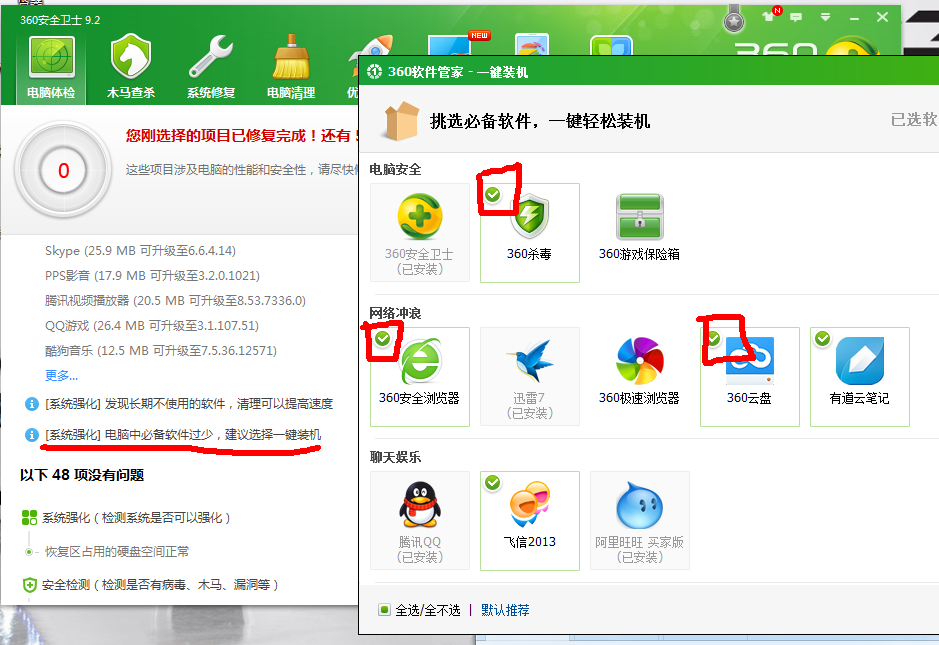 360安全卫士 9.2
N
NEW
360
电脑体检
木马查杀
系统修复
电脑清理
优
您刚选择的项目已修复完成！还有
这些项目涉及电脑的性能和安全性，请尽快
0
Skype (25.9 MB 可升级至6.6.4.14)
PPS影音 (17.9 MB 可升级至3.2.0.1021)
腾讯视频播放器 (20.5 MB 可升级至8.53.7336.0)
QQ游戏 (26.4 MB 可升级至3.1.107.51)
酷狗音乐 (12.5 MB 可升级至7.5.36.12571)
更多...
[系统强化] 发现长期不使用的软件，清理可以提高速度
[系统强化] 电脑中必备软件过少，建议选择一键装机
以下 48 项没有问题
系统强化（检测系统是否可以强化）
恢复区占用的硬盘空间正常
安全检测（检测是否有病毒、木马、漏洞等）
360软件管家 - 一键装机
挑选必备软件，一键轻松装机
已选软
电脑安全
360安全卫士
（已安装）
360杀毒
360游戏保险箱
网络冲浪
360安全浏览器
迅雷7
（已安装）
360极速浏览器
360云盘
有道云笔记
聊天娱乐
腾讯QQ
（已安装）
飞信2013
阿里旺旺 买家版
（已安装）
全选/全不选 | 默认推荐